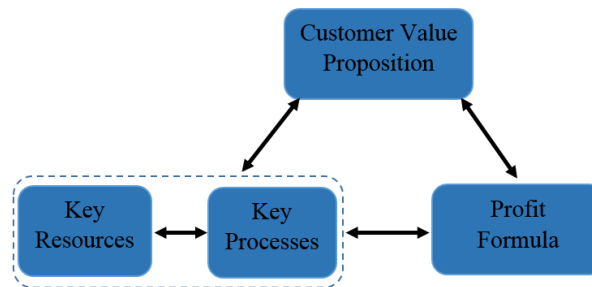 Customer Value
Proposition
Key
Resources
Key
Processes
Profit
Formula